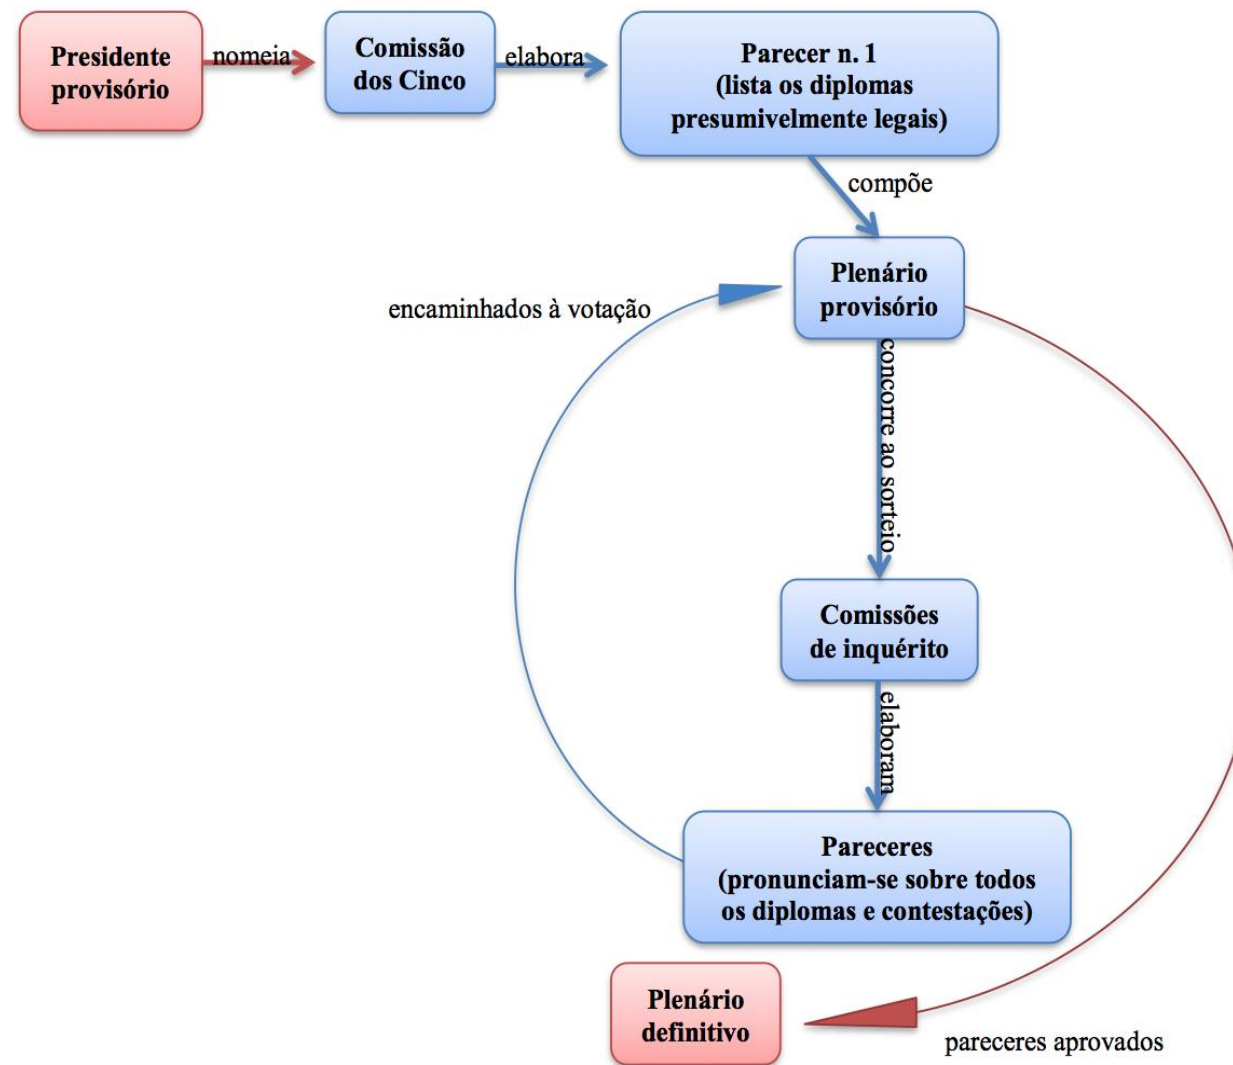 Presidente
provisório
nomeia
Comissão
dos Cinco
elabora
Parecer n. 1
(lista os diplomas
presumivelmente legais)
compõe
Plenário
provisório
encaminhados à votação
concorre ao sorteio
Comissões
de inquérito
elaboram
Pareceres
(pronunciam-se sobre todos
os diplomas e contestações)
Plenário
definitivo
pareceres aprovados